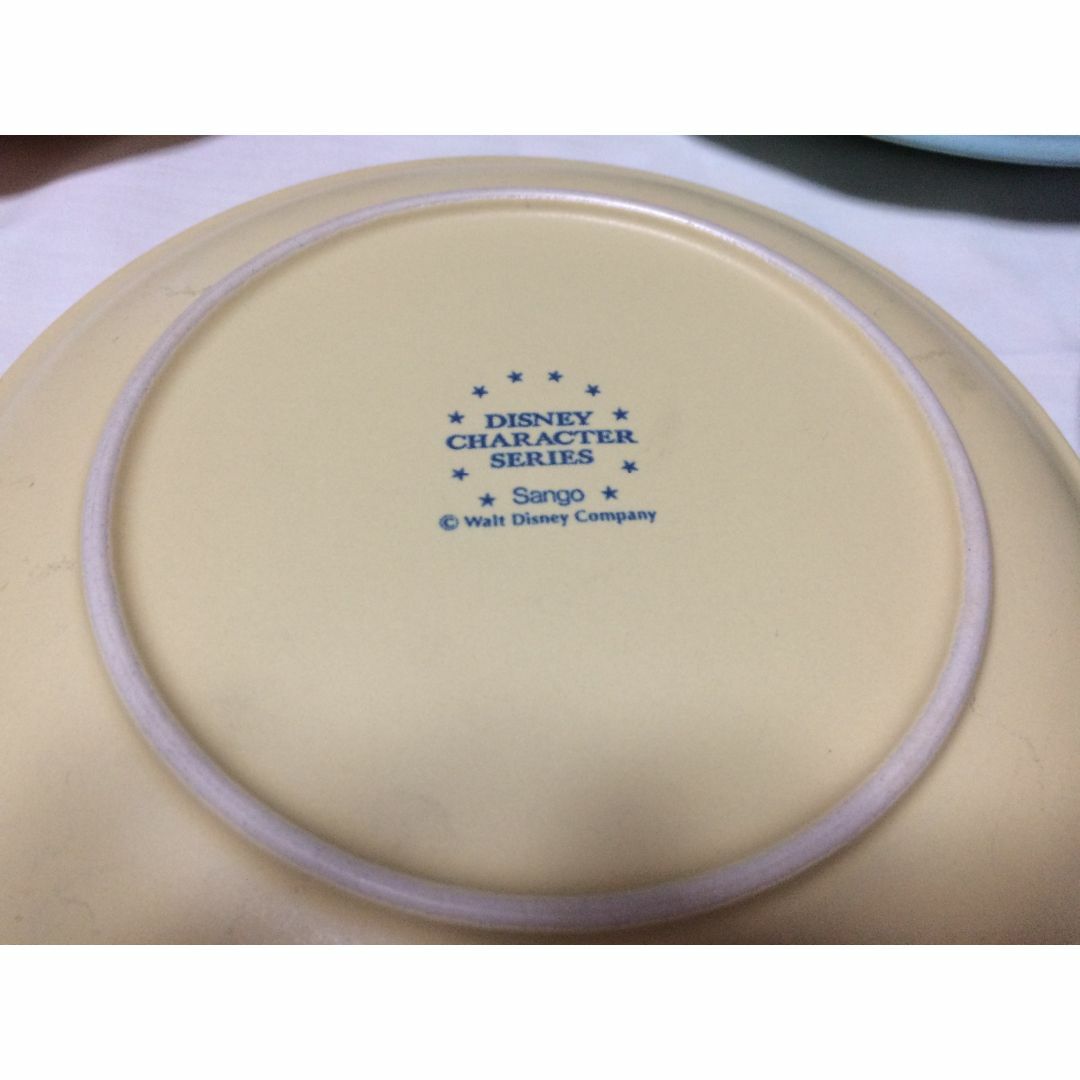 DISNEY
CHARACTER
SERIES
Sango
© Walt Disney Company